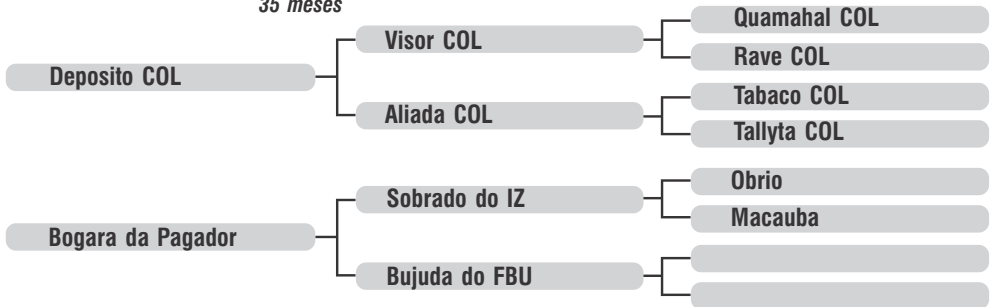 35 meses
Quamahal COL
Visor COL
Rave COL
Deposito COL
Tabaco COL
Aliada COL
Tallyta COL
Obrio
Sobrado do IZ
Macauba
Bogara da Pagador
Bujuda do FBU